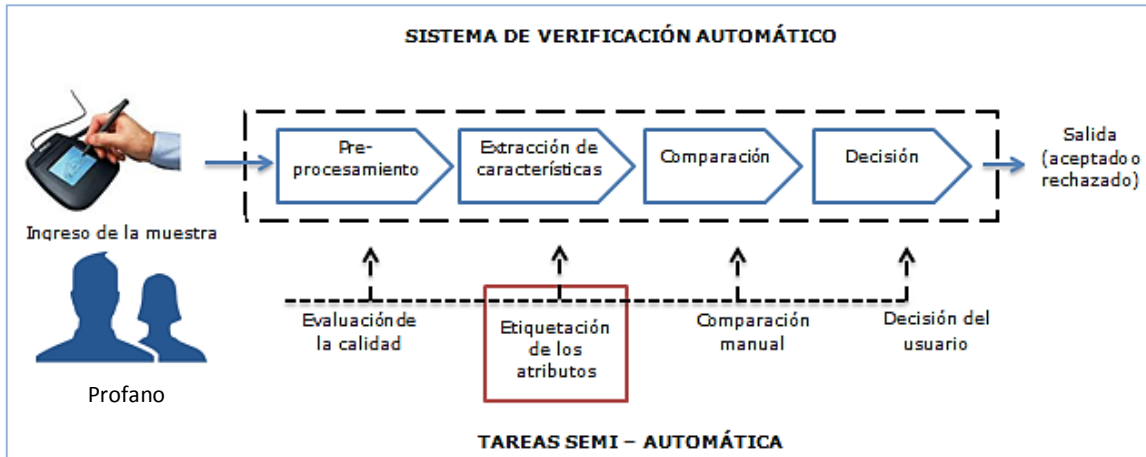 SISTEMA DE VERIFICACIÓN AUTOMÁTICO
Pre-
procesamiento
Extracción de
características
Comparación
Decisión
Salida
(aceptado o
rechazado)
Ingreso de la muestra
Profano
Evaluación de
la calidad
Etiquetación
de los
atributos
Comparación
manual
Decisión del
usuario
TAREAS SEMI – AUTOMÁTICA